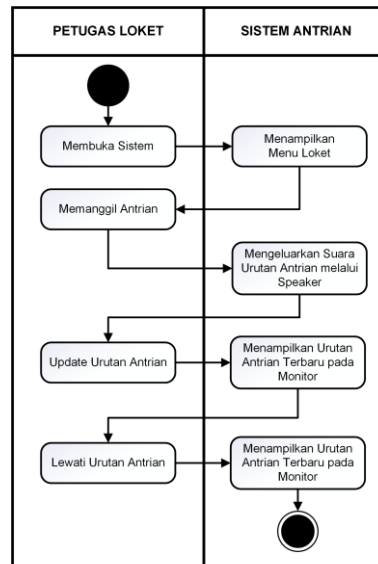 PETUGAS LOKET
SISTEM ANTRIAN
Membuka Sistem
Menampilkan
Menu Loket
Memanggil Antrian
Mengeluarkan Suara
Urutan Antrian melalui
Speaker
Update Urutan Antrian
Menampilkan Urutan
Antrian Terbaru pada
Monitor
Lewati Urutan Antrian
Menampilkan Urutan
Antrian Terbaru pada
Monitor